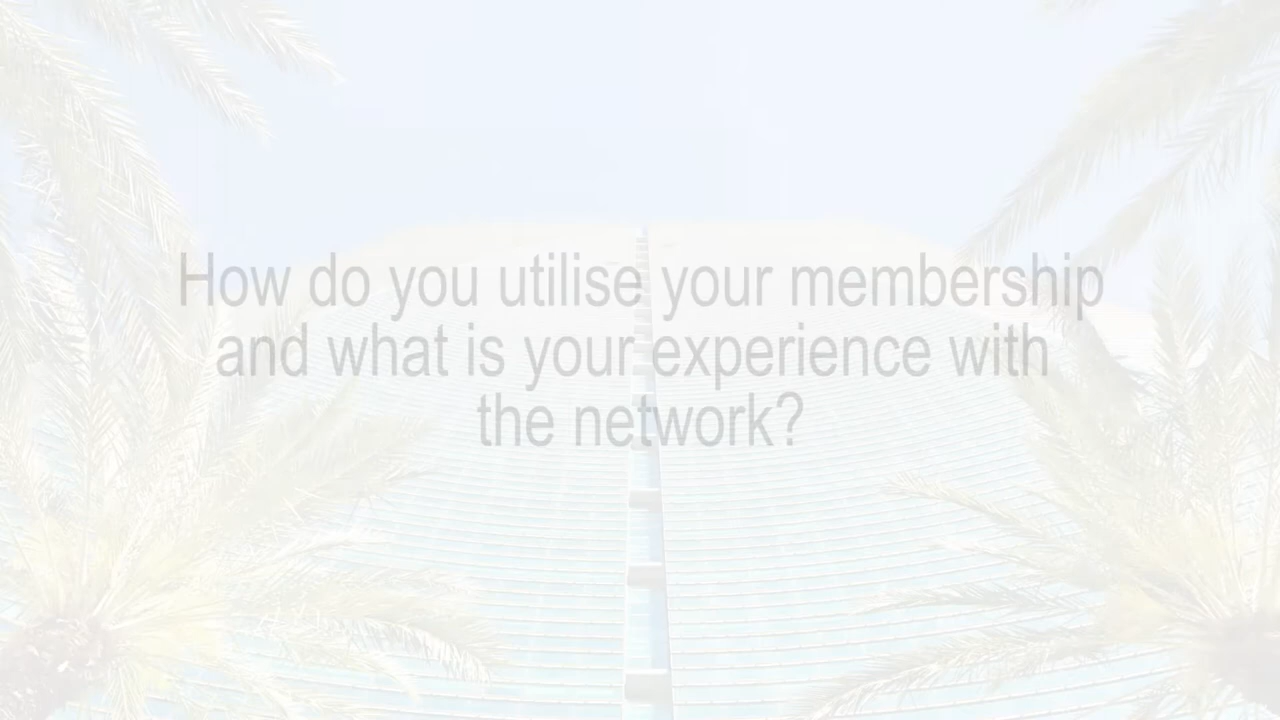 How do you utilise your membership
and what is your experience with
the network?